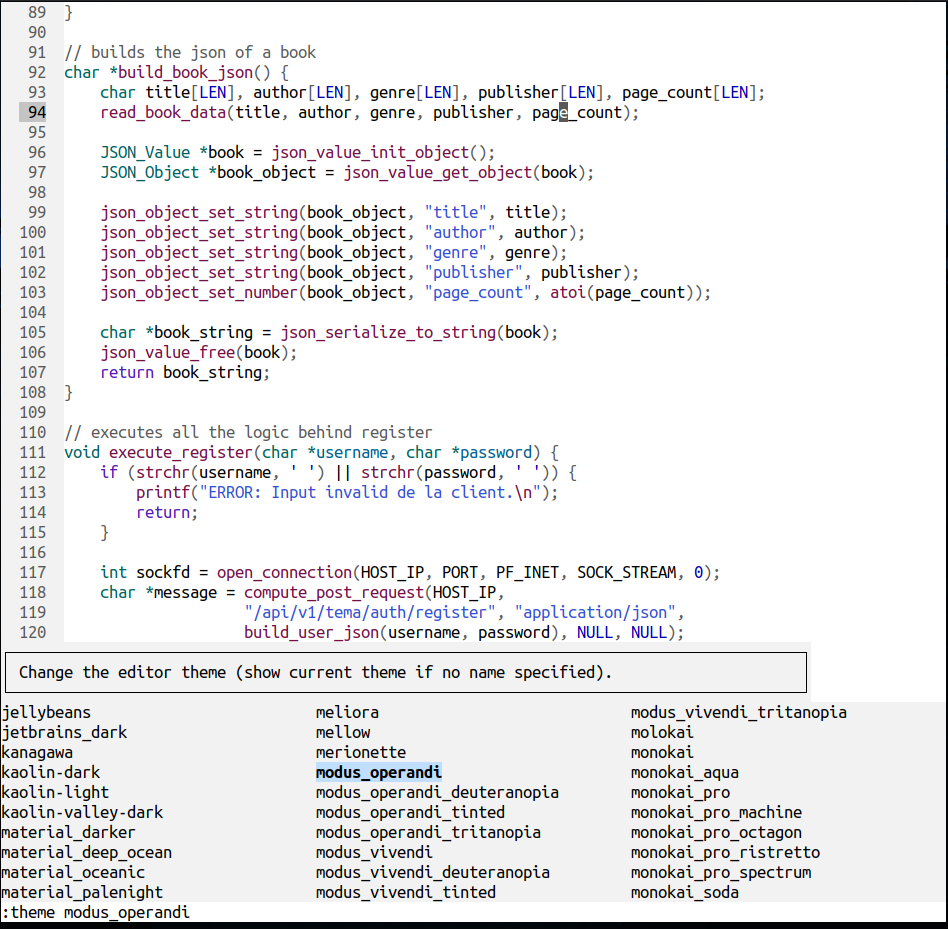 89 }
90
91 // builds the json of a book
92 char *build_book_json() {
93     char title[LEN], author[LEN], genre[LEN], publisher[LEN], page_count[LEN];
94     read_book_data(title, author, genre, publisher, page_count);
95
96     JSON_Value *book = json_value_init_object();
97     JSON_Object *book_object = json_value_get_object(book);
98
99     json_object_set_string(book_object, "title", title);
100     json_object_set_string(book_object, "author", author);
101     json_object_set_string(book_object, "genre", genre);
102     json_object_set_string(book_object, "publisher", publisher);
103     json_object_set_number(book_object, "page_count", atoi(page_count));
104
105     char *book_string = json_serialize_to_string(book);
106     json_value_free(book);
107     return book_string;
108 }
109
110 // executes all the logic behind register
111 void execute_register(char *username, char *password) {
112     if (strchr(username, ' ') || strchr(password, ' ')) {
113         printf("ERROR: Input invalid de la client.\n");
114         return;
115     }
116
117     int sockfd = open_connection(HOST_IP, PORT, PF_INET, SOCK_STREAM, 0);
118     char *message = compute_post_request(HOST_IP,
119                     "/api/v1/tema/auth/register", "application/json",
120                     build_user_json(username, password), NULL, NULL);
Change the editor theme (show current theme if no name specified).
jellybeans meliora modus_vivendi_tritanopia
jetbrains_dark mellow molokai
kanagawa merionette monokai
kaolin-dark modus_operandi monokai_aqua
kaolin-light modus_operandi_deuteranopia monokai_pro
kaolin-valley-dark modus_operandi_tinted monokai_pro_machine
material_darker modus_operandi_tritanopia monokai_pro_octagon
material_deep_ocean modus_vivendi monokai_pro_ristretto
material_oceanic modus_vivendi_deuteranopia monokai_pro_spectrum
material_palenight modus_vivendi_tinted monokai_soda
:theme modus_operandi